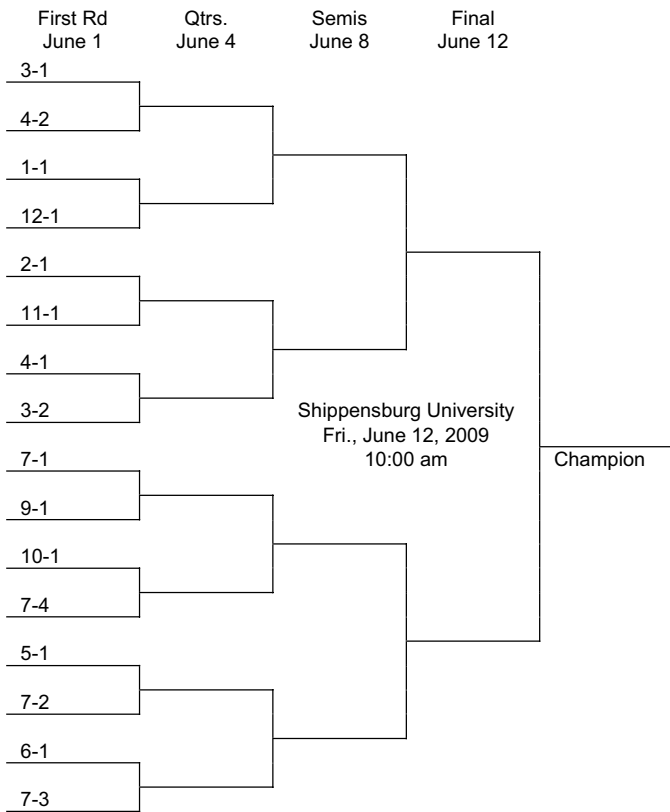 First Rd Qtrs. Semis Final
June 1 June 4 June 8 June 12
3-1
4-2
1-1
12-1
2-1
11-1
4-1
3-2
Shippensburg University
Fri., June 12, 2009
10:00 am
Champion
7-1
9-1
10-1
7-4
5-1
7-2
6-1
7-3